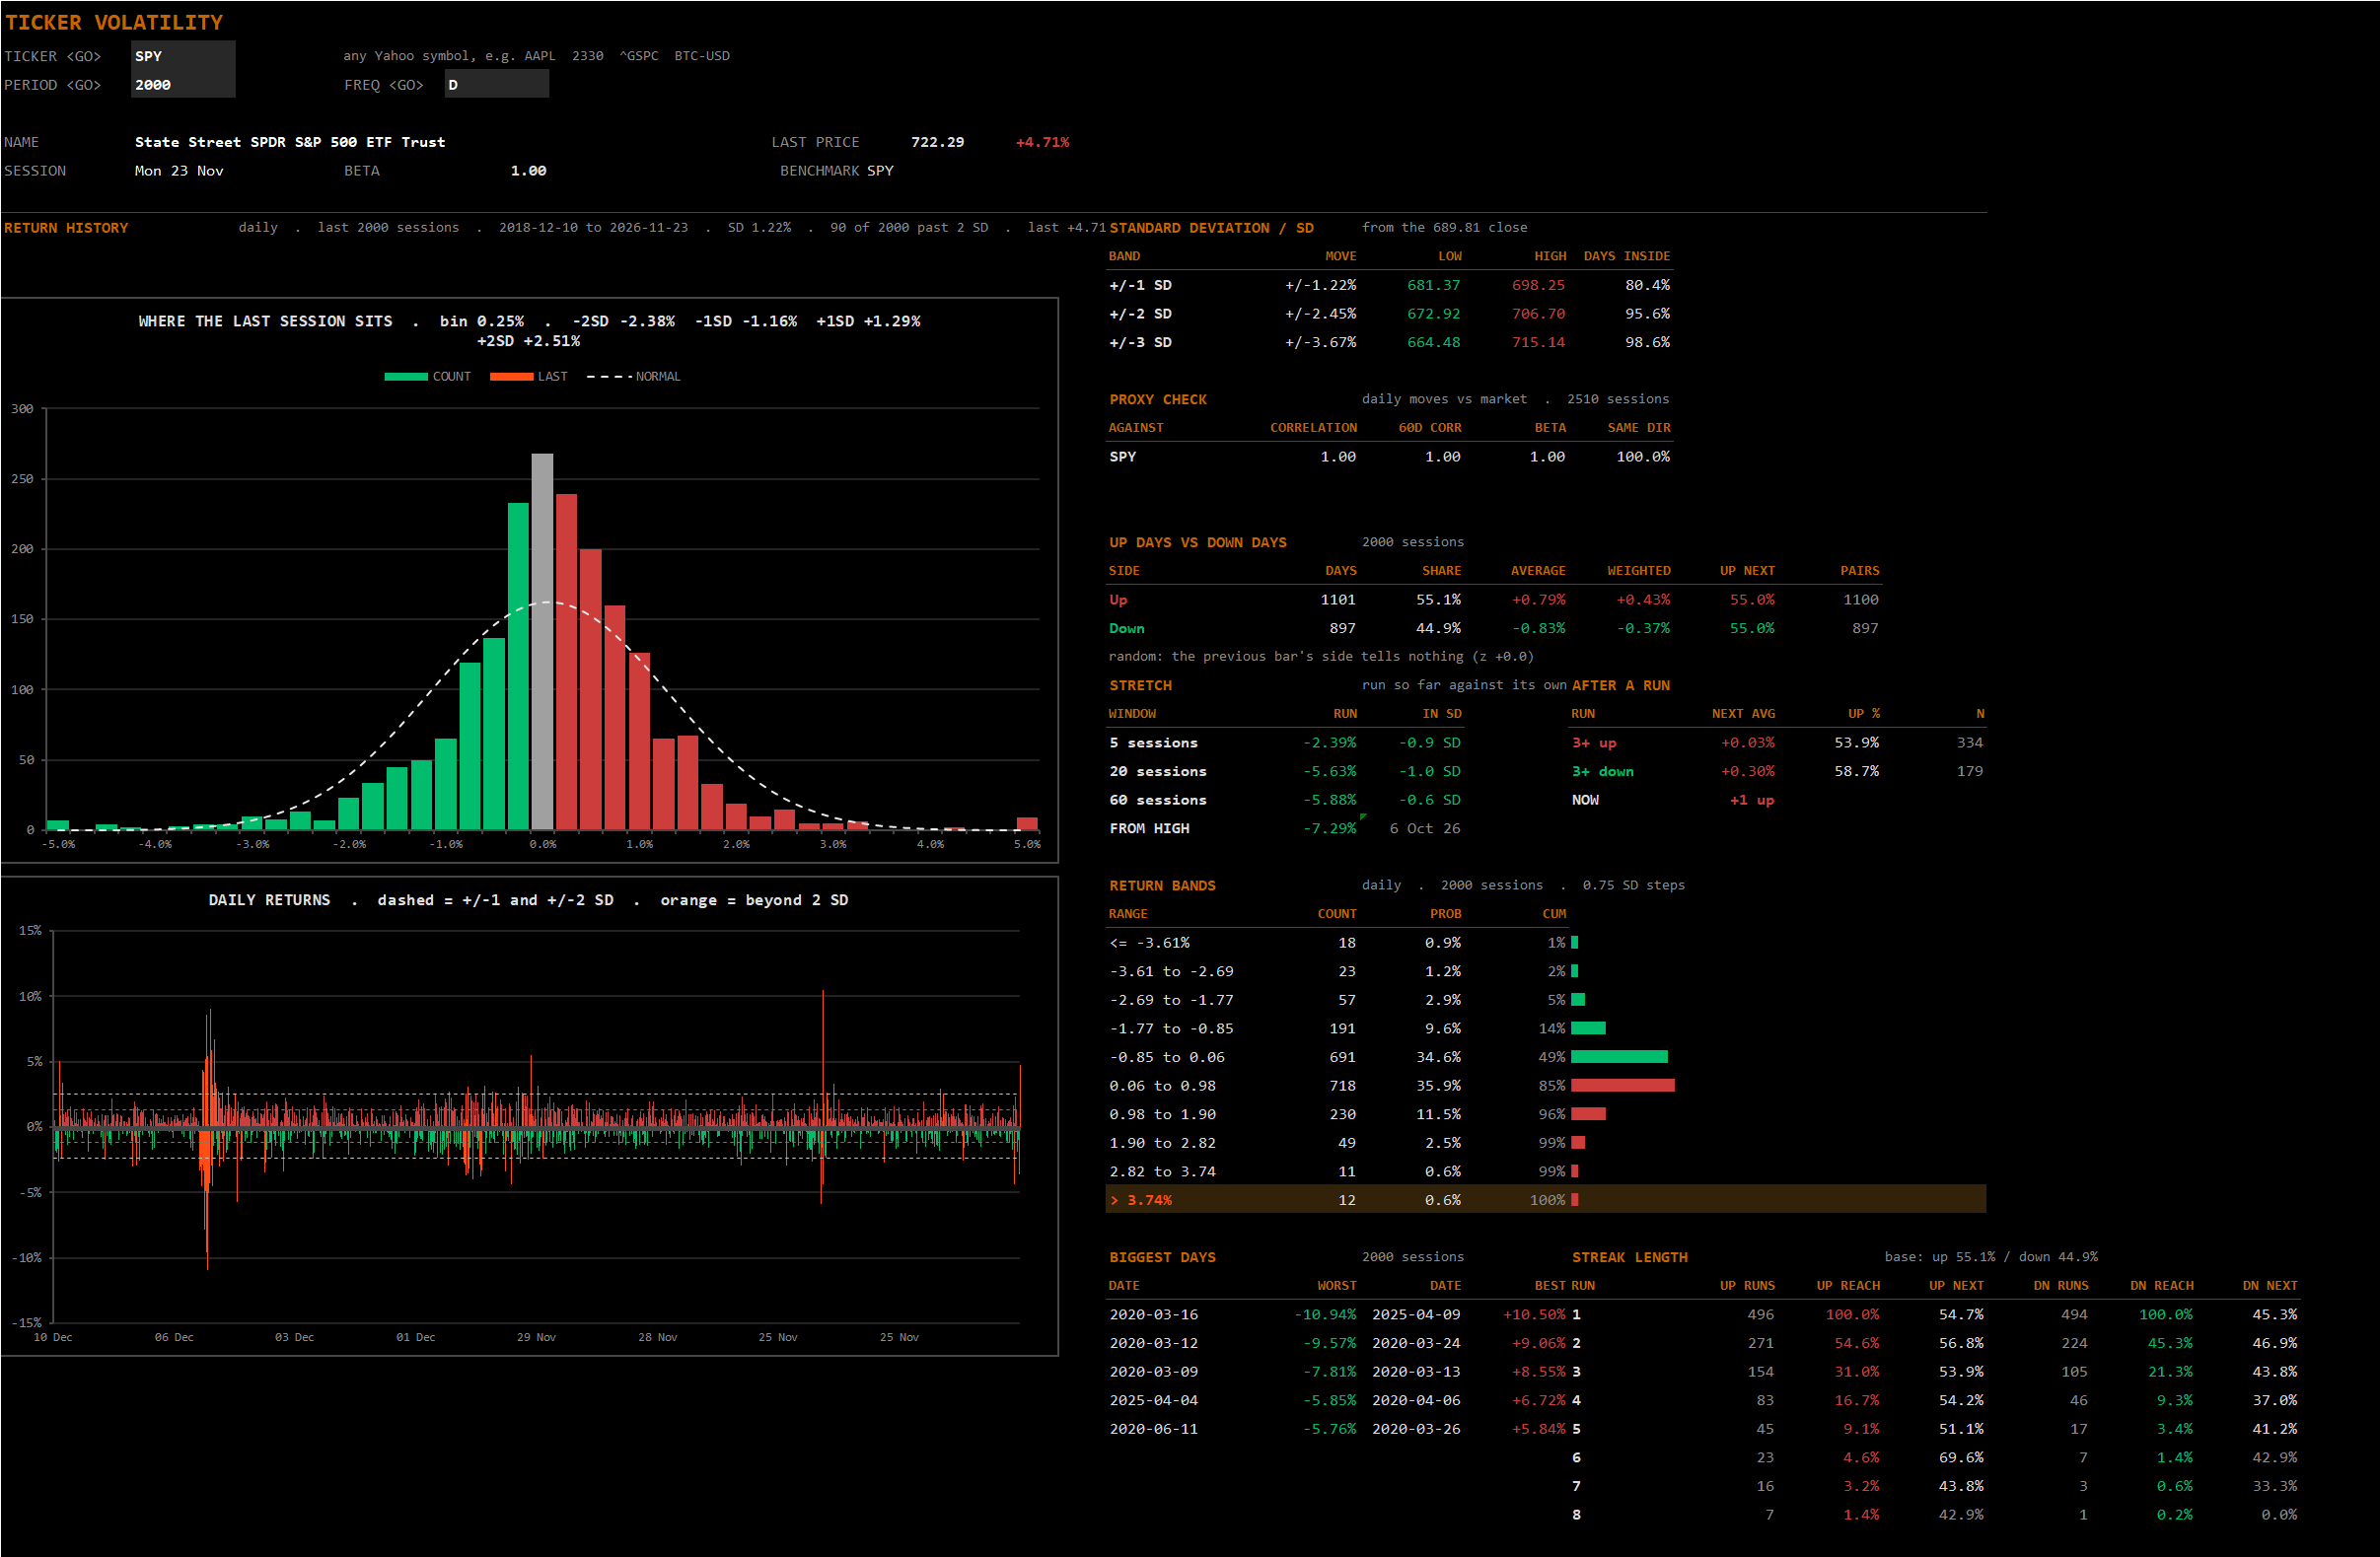 TICKER VOLATILITY
TICKER <GO> SPY any Yahoo symbol, e.g. AAPL 2330 ^GSPC BTC-USD
PERIOD <GO> 2000 FREQ <GO> D
NAME State Street SPDR S&P 500 ETF Trust LAST PRICE 722.29 +4.71%
SESSION Mon 23 Nov BETA 1.00 BENCHMARK SPY
RETURN HISTORY daily . last 2000 sessions . 2018-12-10 to 2026-11-23 . SD 1.22% . 90 of 2000 past 2 SD . last +4.71
WHERE THE LAST SESSION SITS . bin 0.25% . -2SD -2.38% -1SD -1.16% +1SD +1.29%
+2SD +2.51%
COUNT LAST NORMAL
300
250
200
150
100
50
0
-5.0% -4.0% -3.0% -2.0% -1.0% 0.0% 1.0% 2.0% 3.0% 4.0% 5.0%
DAILY RETURNS . dashed = +/-1 and +/-2 SD . orange = beyond 2 SD
15%
10%
5%
0%
-5%
-10%
-15%
10 Dec 06 Dec 03 Dec 01 Dec 29 Nov 28 Nov 25 Nov 25 Nov
STANDARD DEVIATION / SD from the 689.81 close
BAND MOVE LOW HIGH DAYS INSIDE
+/-1 SD +/-1.22% 681.37 698.25 80.4%
+/-2 SD +/-2.45% 672.92 706.70 95.6%
+/-3 SD +/-3.67% 664.48 715.14 98.6%
PROXY CHECK daily moves vs market . 2510 sessions
AGAINST CORRELATION 60D CORR BETA SAME DIR
SPY 1.00 1.00 1.00 100.0%
UP DAYS VS DOWN DAYS 2000 sessions
SIDE DAYS SHARE AVERAGE WEIGHTED UP NEXT PAIRS
Up 1101 55.1% +0.79% +0.43% 55.0% 1100
Down 897 44.9% -0.83% -0.37% 55.0% 897
random: the previous bar's side tells nothing (z +0.0)
STRETCH run so far against its own
WINDOW RUN IN SD
5 sessions -2.39% -0.9 SD
20 sessions -5.63% -1.0 SD
60 sessions -5.88% -0.6 SD
FROM HIGH -7.29% 6 Oct 26
AFTER A RUN
RUN NEXT AVG UP % N
3+ up +0.03% 53.9% 334
3+ down +0.30% 58.7% 179
NOW +1 up
RETURN BANDS daily . 2000 sessions . 0.75 SD steps
RANGE COUNT PROB CUM
<= -3.61% 18 0.9% 1%
-3.61 to -2.69 23 1.2% 2%
-2.69 to -1.77 57 2.9% 5%
-1.77 to -0.85 191 9.6% 14%
-0.85 to 0.06 691 34.6% 49%
0.06 to 0.98 718 35.9% 85%
0.98 to 1.90 230 11.5% 96%
1.90 to 2.82 49 2.5% 99%
2.82 to 3.74 11 0.6% 99%
> 3.74% 12 0.6% 100%
BIGGEST DAYS 2000 sessions
DATE WORST DATE BEST
2020-03-16 -10.94% 2025-04-09 +10.50%
2020-03-12 -9.57% 2020-03-24 +9.06%
2020-03-09 -7.81% 2020-03-13 +8.55%
2025-04-04 -5.85% 2020-04-06 +6.72%
2020-06-11 -5.76% 2020-03-26 +5.84%
STREAK LENGTH base: up 55.1% / down 44.9%
RUN UP RUNS UP REACH UP NEXT DN RUNS DN REACH DN NEXT
1 496 100.0% 54.7% 494 100.0% 45.3%
2 271 54.6% 56.8% 224 45.3% 46.9%
3 154 31.0% 53.9% 105 21.3% 43.8%
4 83 16.7% 54.2% 46 9.3% 37.0%
5 45 9.1% 51.1% 17 3.4% 41.2%
6 23 4.6% 69.6% 7 1.4% 42.9%
7 16 3.2% 43.8% 3 0.6% 33.3%
8 7 1.4% 42.9% 1 0.2% 0.0%